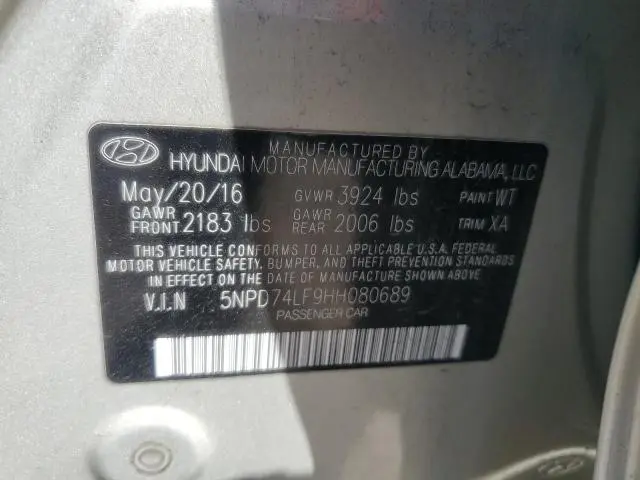 MANUFACTURED BY
HYUNDAI MOTOR MANUFACTURING ALABAMA, LLC
May/20/16 GVWR 3924 lbs PAINT WT
GAWR FRONT 2183 lbs GAWR REAR 2006 lbs TRIM XA
THIS VEHICLE CONFORMS TO ALL APPLICABLE U.S.A. FEDERAL
MOTOR VEHICLE SAFETY, BUMPER, AND THEFT PREVENTION STANDARDS
IN EFFECT ON THE DATE OF MANUFACTURE SHOWN ABOVE
V.I.N 5NPD74LF9HH080689
PASSENGER CAR